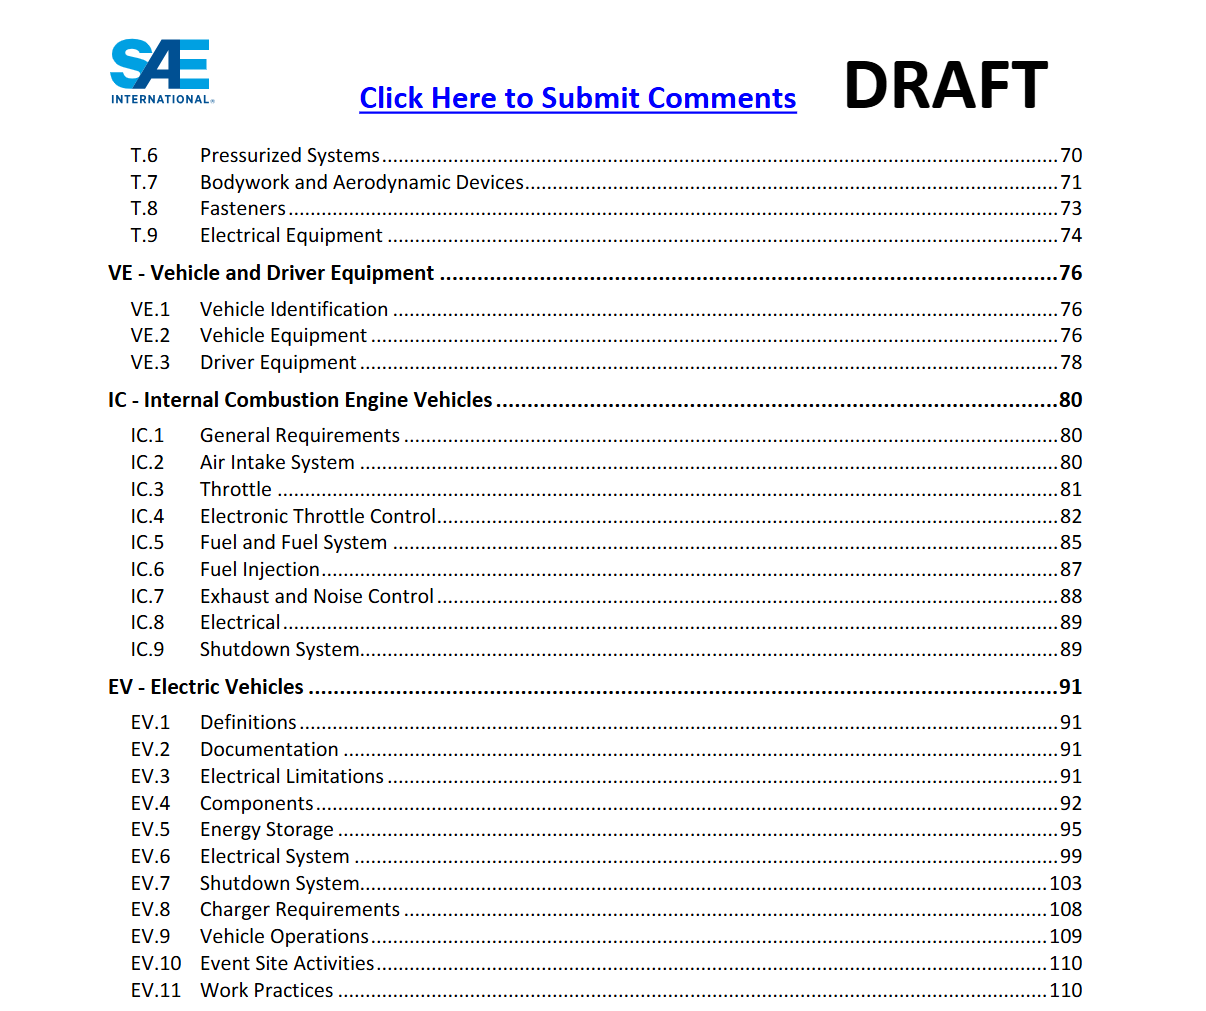 SAE
INTERNATIONAL®
Click Here to Submit Comments
DRAFT
T.6 Pressurized Systems 70
T.7 Bodywork and Aerodynamic Devices 71
T.8 Fasteners 73
T.9 Electrical Equipment 74
VE - Vehicle and Driver Equipment 76
VE.1 Vehicle Identification 76
VE.2 Vehicle Equipment 76
VE.3 Driver Equipment 78
IC - Internal Combustion Engine Vehicles 80
IC.1 General Requirements 80
IC.2 Air Intake System 80
IC.3 Throttle 81
IC.4 Electronic Throttle Control 82
IC.5 Fuel and Fuel System 85
IC.6 Fuel Injection 87
IC.7 Exhaust and Noise Control 88
IC.8 Electrical 89
IC.9 Shutdown System 89
EV - Electric Vehicles 91
EV.1 Definitions 91
EV.2 Documentation 91
EV.3 Electrical Limitations 91
EV.4 Components 92
EV.5 Energy Storage 95
EV.6 Electrical System 99
EV.7 Shutdown System 103
EV.8 Charger Requirements 108
EV.9 Vehicle Operations 109
EV.10 Event Site Activities 110
EV.11 Work Practices 110